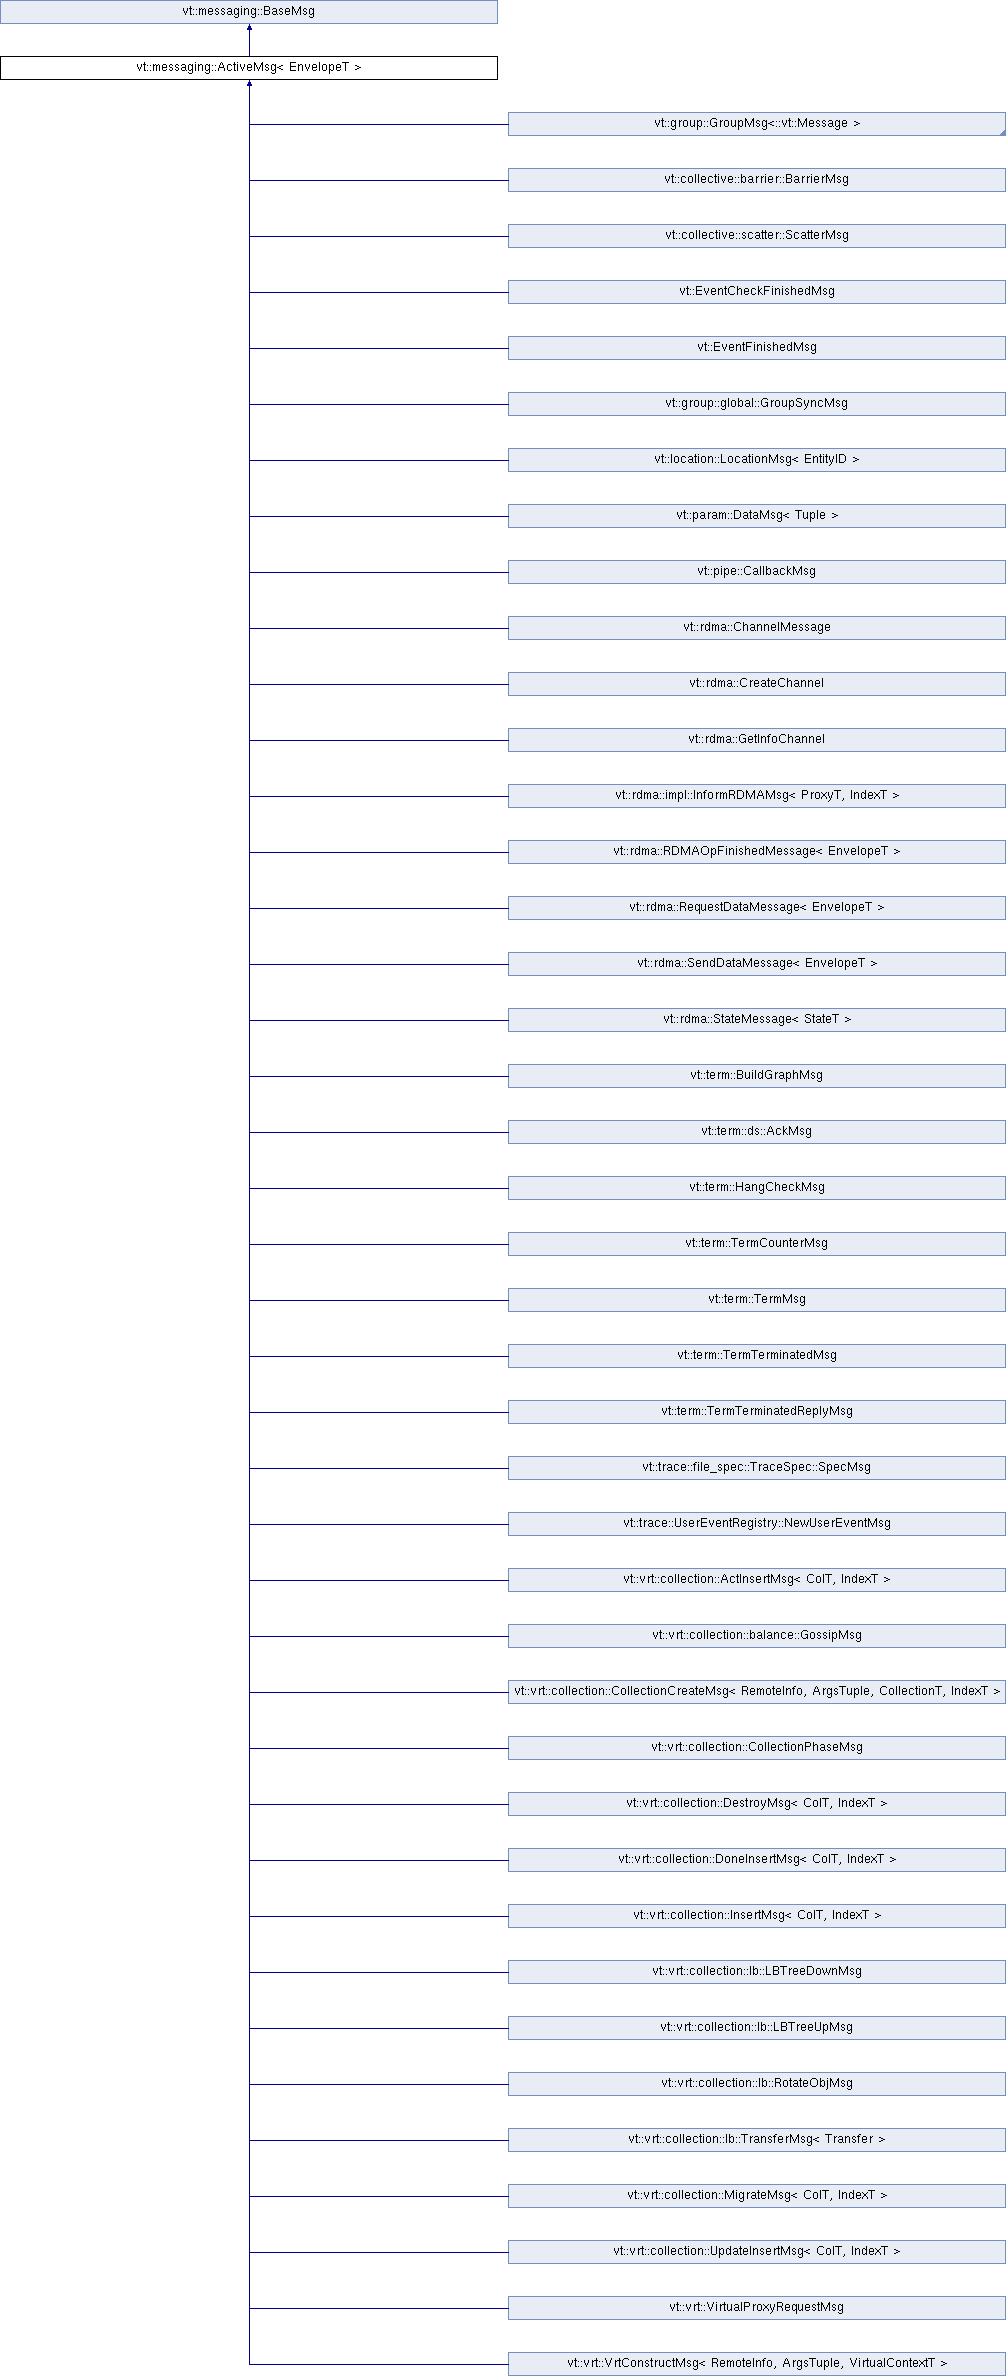 vt::messaging::BaseMsg
vt::messaging::ActiveMsg< EnvelopeT >
vt::group::GroupMsg<::vt::Message >
vt::collective::barrier::BarrierMsg
vt::collective::scatter::ScatterMsg
vt::EventCheckFinishedMsg
vt::EventFinishedMsg
vt::group::global::GroupSyncMsg
vt::location::LocationMsg< EntityID >
vt::param::DataMsg< Tuple >
vt::pipe::CallbackMsg
vt::rdma::ChannelMessage
vt::rdma::CreateChannel
vt::rdma::GetInfoChannel
vt::rdma::impl::InformRDMAMsg< ProxyT, IndexT >
vt::rdma::RDMAOpFinishedMessage< EnvelopeT >
vt::rdma::RequestDataMessage< EnvelopeT >
vt::rdma::SendDataMessage< EnvelopeT >
vt::rdma::StateMessage< StateT >
vt::term::BuildGraphMsg
vt::term::ds::AckMsg
vt::term::HangCheckMsg
vt::term::TermCounterMsg
vt::term::TermMsg
vt::term::TermTerminatedMsg
vt::term::TermTerminatedReplyMsg
vt::trace::file_spec::TraceSpec::SpecMsg
vt::trace::UserEventRegistry::NewUserEventMsg
vt::vrt::collection::ActInsertMsg< ColT, IndexT >
vt::vrt::collection::balance::GossipMsg
vt::vrt::collection::CollectionCreateMsg< RemoteInfo, ArgsTuple, CollectionT, IndexT >
vt::vrt::collection::CollectionPhaseMsg
vt::vrt::collection::DestroyMsg< ColT, IndexT >
vt::vrt::collection::DoneInsertMsg< ColT, IndexT >
vt::vrt::collection::InsertMsg< ColT, IndexT >
vt::vrt::collection::lb::LBTreeDownMsg
vt::vrt::collection::lb::LBTreeUpMsg
vt::vrt::collection::lb::RotateObjMsg
vt::vrt::collection::lb::TransferMsg< Transfer >
vt::vrt::collection::MigrateMsg< ColT, IndexT >
vt::vrt::collection::UpdateInsertMsg< ColT, IndexT >
vt::vrt::VirtualProxyRequestMsg
vt::vrt::VrtConstructMsg< RemoteInfo, ArgsTuple, VirtualContextT >